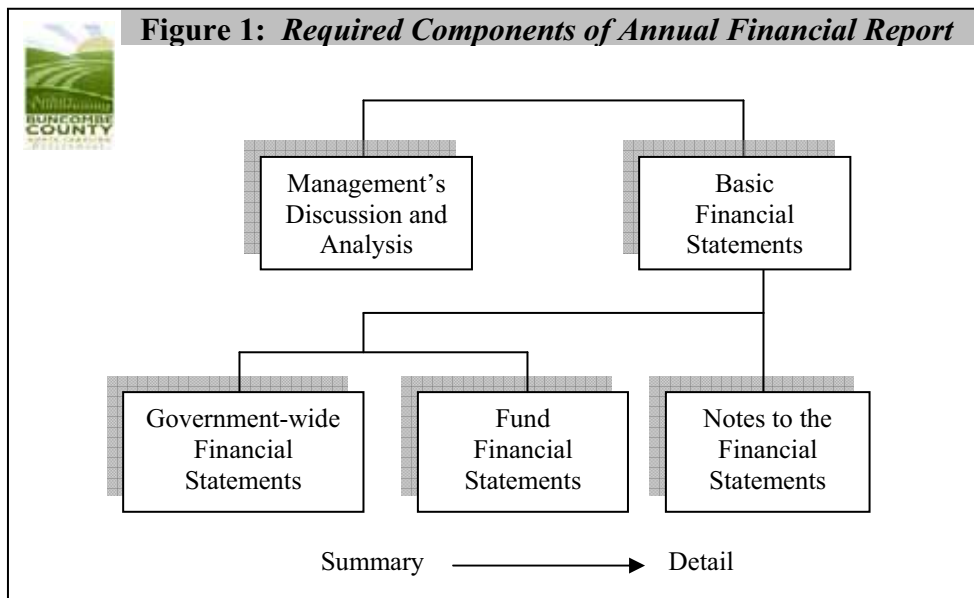 Figure 1: Required Components of Annual Financial Report
BUNCOMBE
COUNTY
Management’s
Discussion and
Analysis
Basic
Financial
Statements
Government-wide
Financial
Statements
Fund
Financial
Statements
Notes to the
Financial
Statements
Summary
Detail